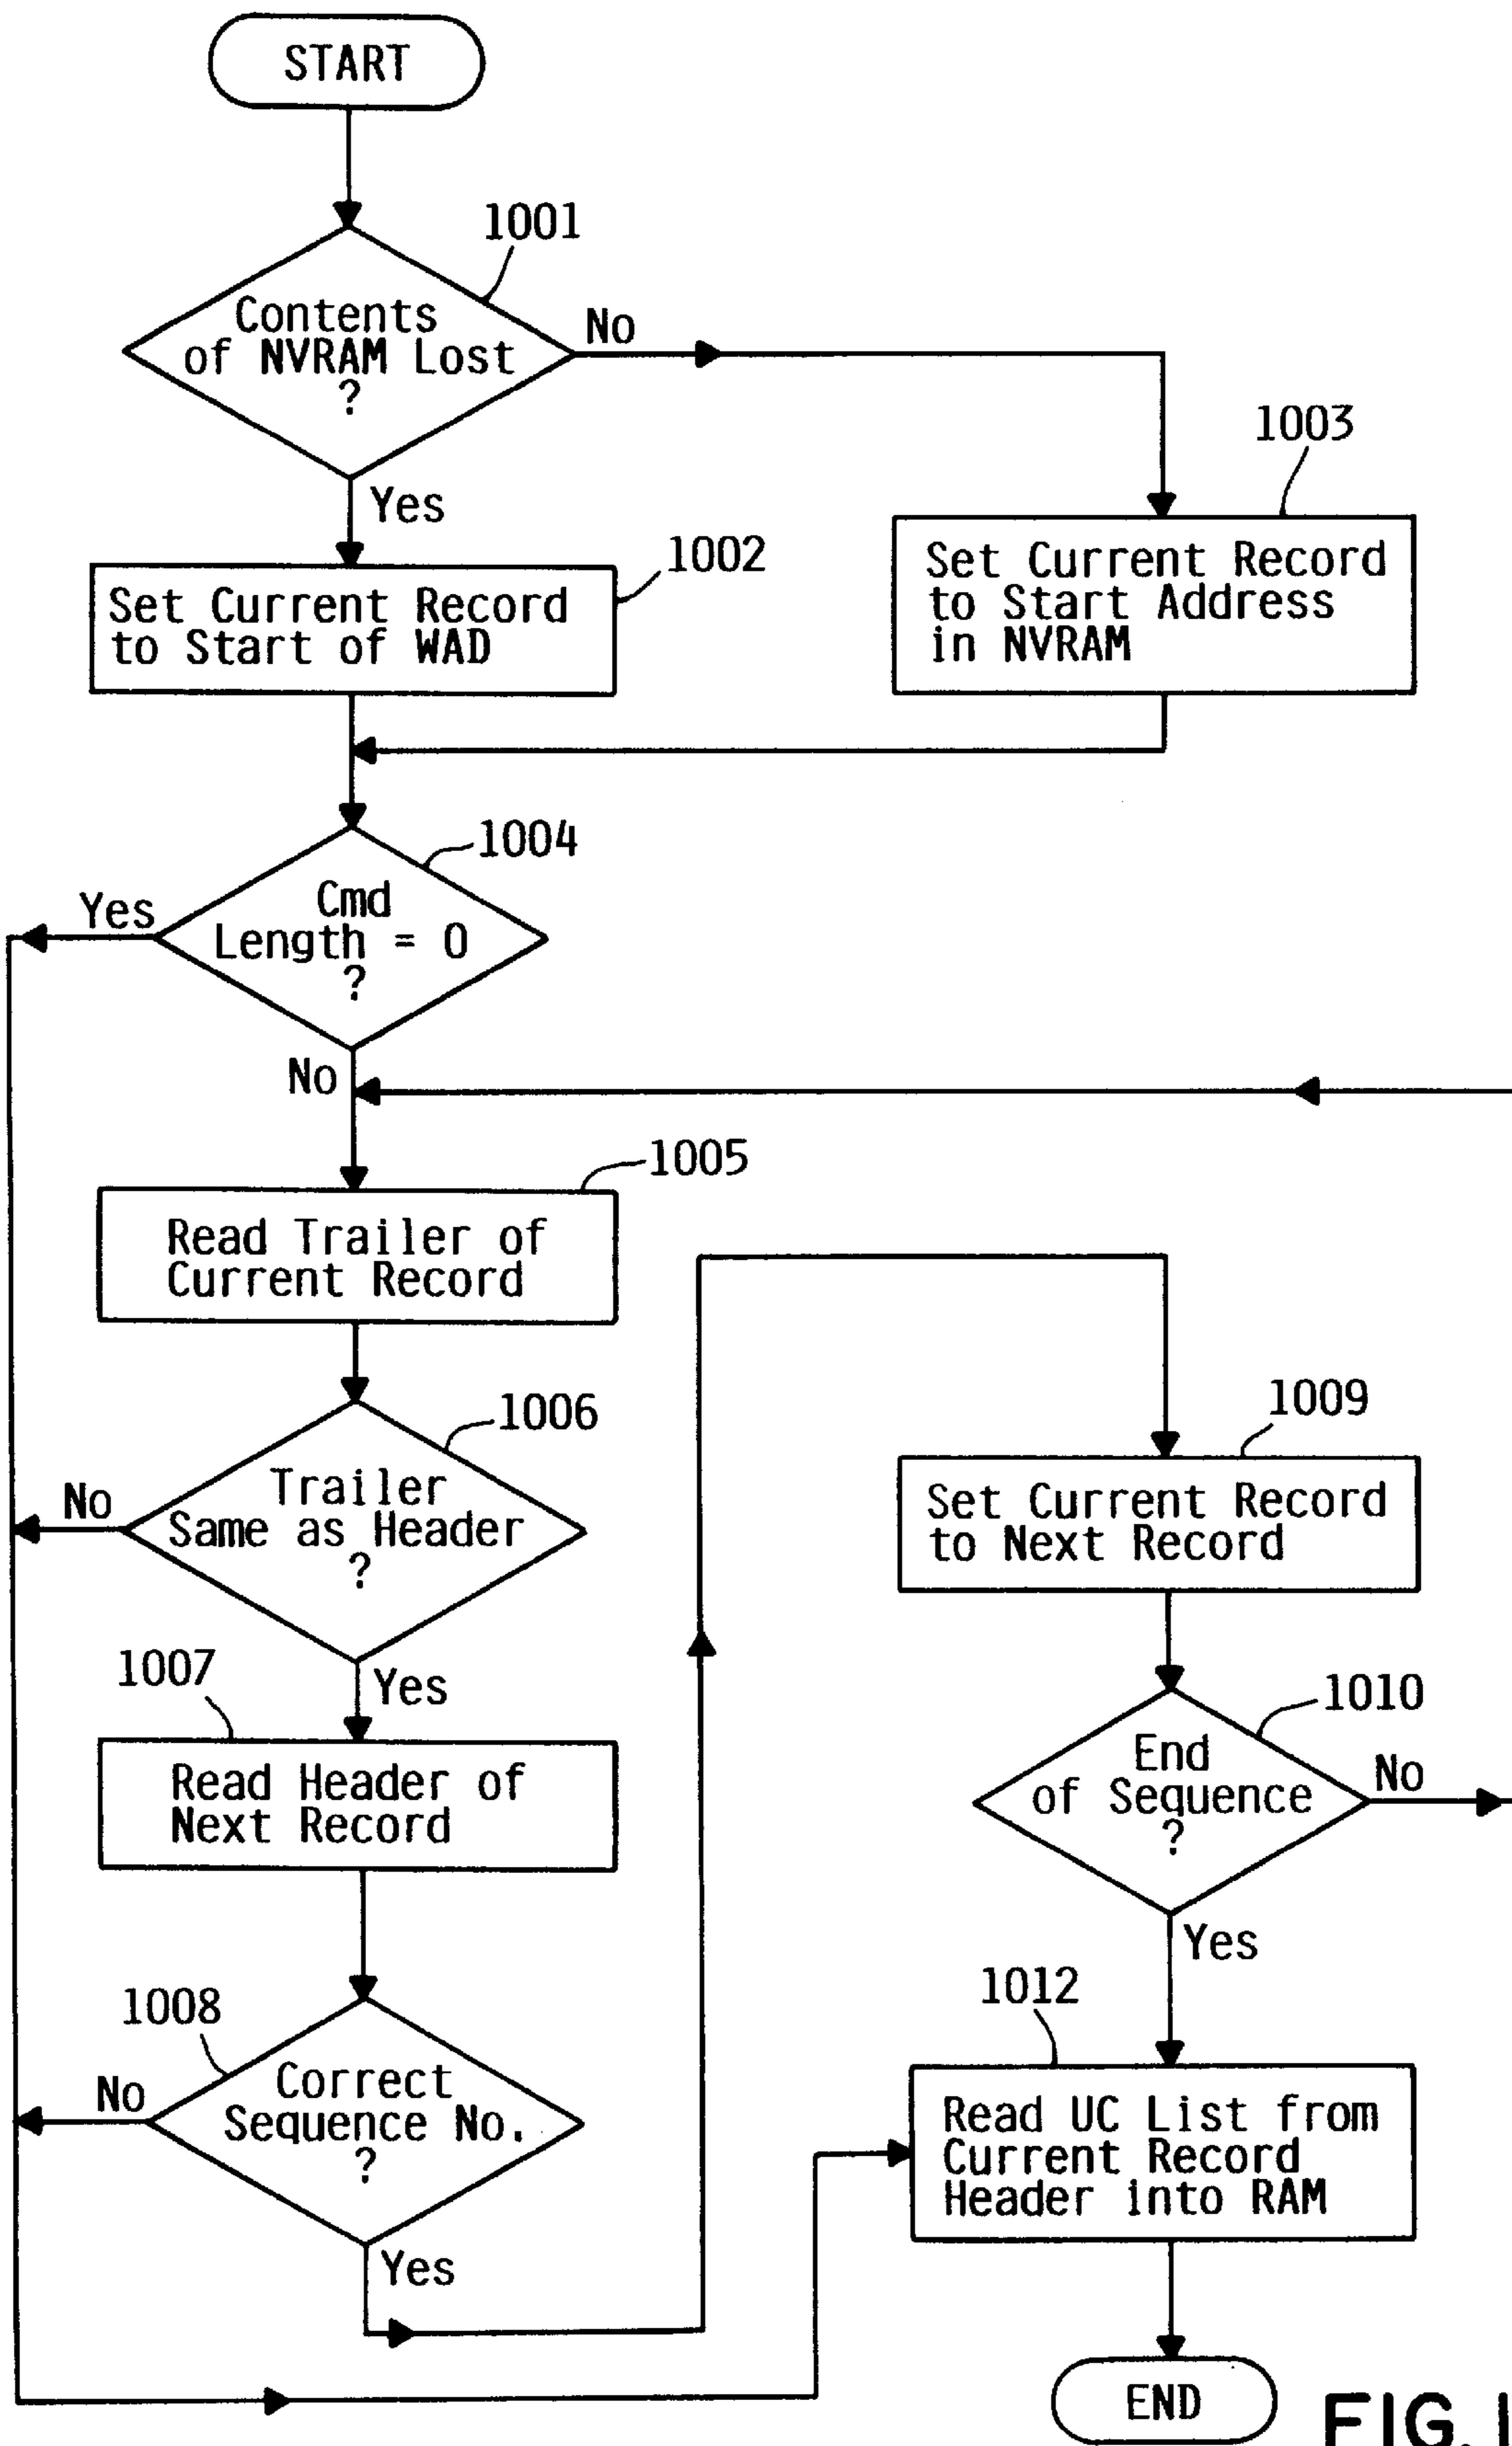 START
1001
Contents
of NVRAM Lost
?
No
Yes
1003
Set Current Record
to Start Address
in NVRAM
1002
Set Current Record
to Start of WAD
1004
Cmd
Length = 0
?
Yes
No
1005
Read Trailer of
Current Record
1006
Trailer
Same as Header
?
No
Yes
1007
Read Header of
Next Record
1008
Correct
Sequence No.
?
No
Yes
1009
Set Current Record
to Next Record
1010
End
of Sequence
?
No
Yes
1012
Read UC List from
Current Record
Header into RAM
END
FIG.